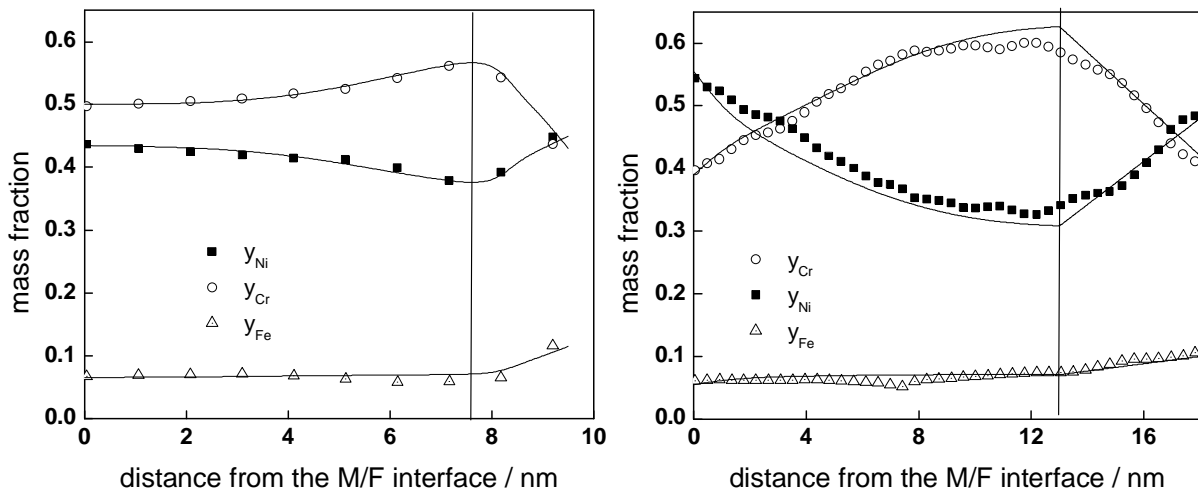 0.6
0.5
0.4
0.3
0.2
0.1
0.0
mass fraction
y_Ni
y_Cr
y_Fe
0 2 4 6 8 10
distance from the M/F interface / nm
0.6
0.5
0.4
0.3
0.2
0.1
0.0
mass fraction
y_Cr
y_Ni
y_Fe
0 4 8 12 16
distance from the M/F interface / nm